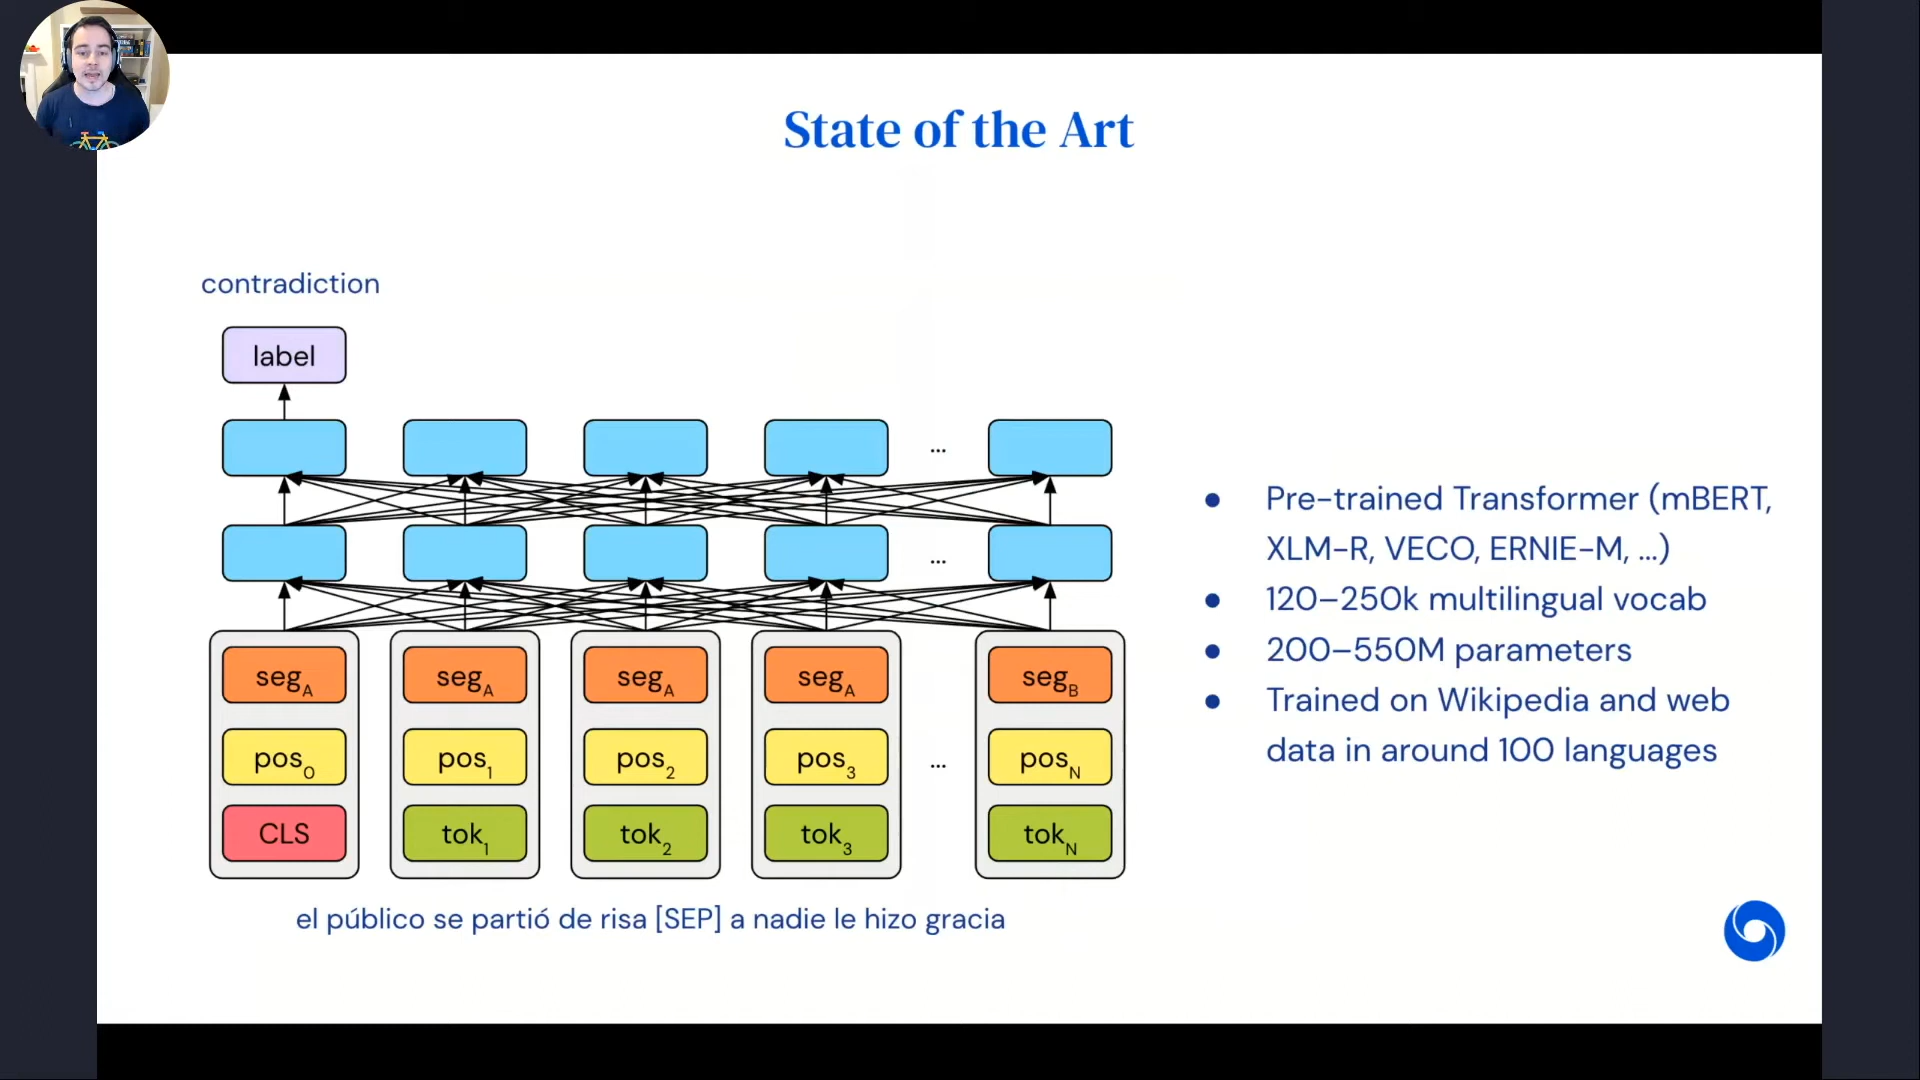 State of the Art
contradiction
label
...
...
seg_A seg_A seg_A seg_A seg_B
pos_0 pos_1 pos_2 pos_3 ... pos_N
CLS tok_1 tok_2 tok_3 tok_N
el público se partió de risa [SEP] a nadie le hizo gracia
● Pre-trained Transformer (mBERT,
XLM-R, VECO, ERNIE-M, ...)
● 120–250k multilingual vocab
● 200–550M parameters
● Trained on Wikipedia and web
data in around 100 languages